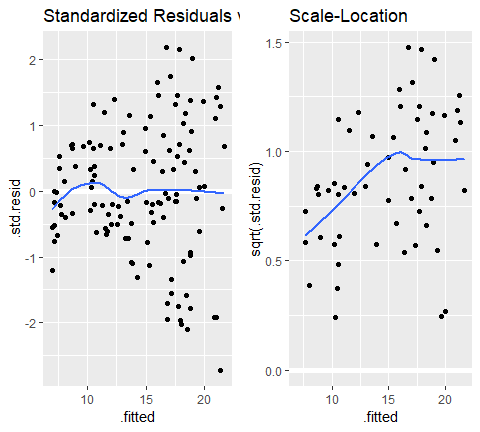 Standardized Residuals v
.std.resid
2
1
0
-1
-2
10
15
20
.fitted
Scale-Location
sqrt(.std.resid)
1.5
1.0
0.5
0.0
10
15
20
.fitted